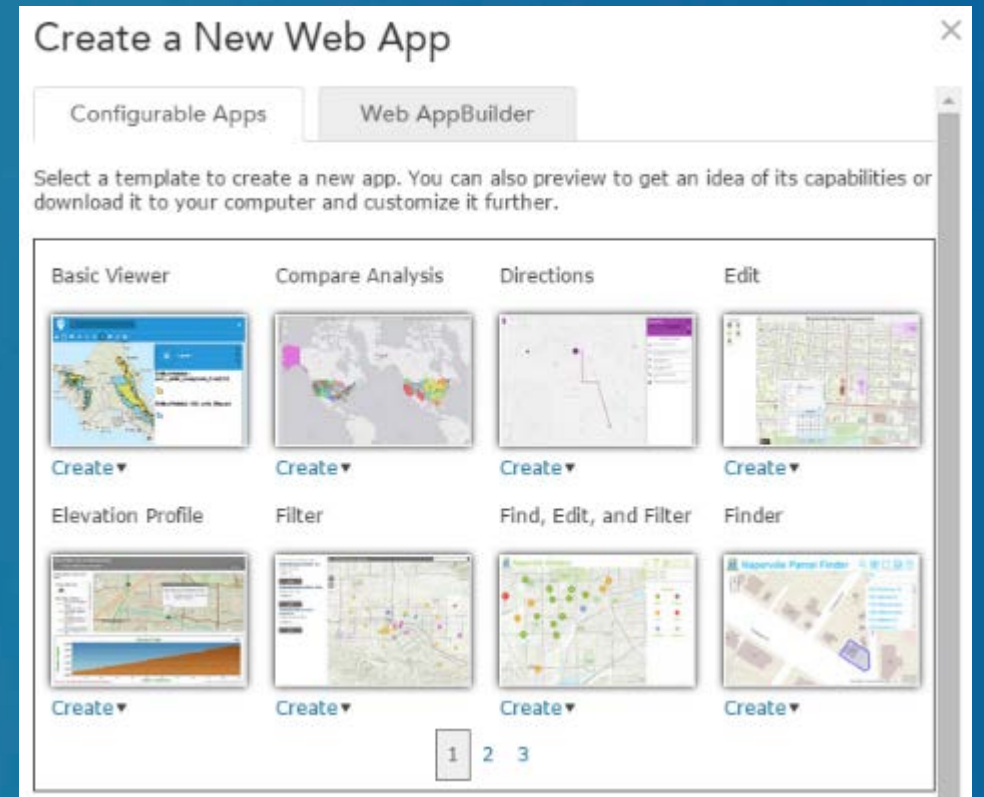 Create a New Web App
Configurable Apps
Web AppBuilder
Select a template to create a new app. You can also preview to get an idea of its capabilities or
download it to your computer and customize it further.
Basic Viewer
Compare Analysis
Directions
Edit
Create
Create
Create
Create
Elevation Profile
Filter
Find, Edit, and Filter
Finder
Naperville Parcel Finder
Create
Create
Create
Create
1 2 3